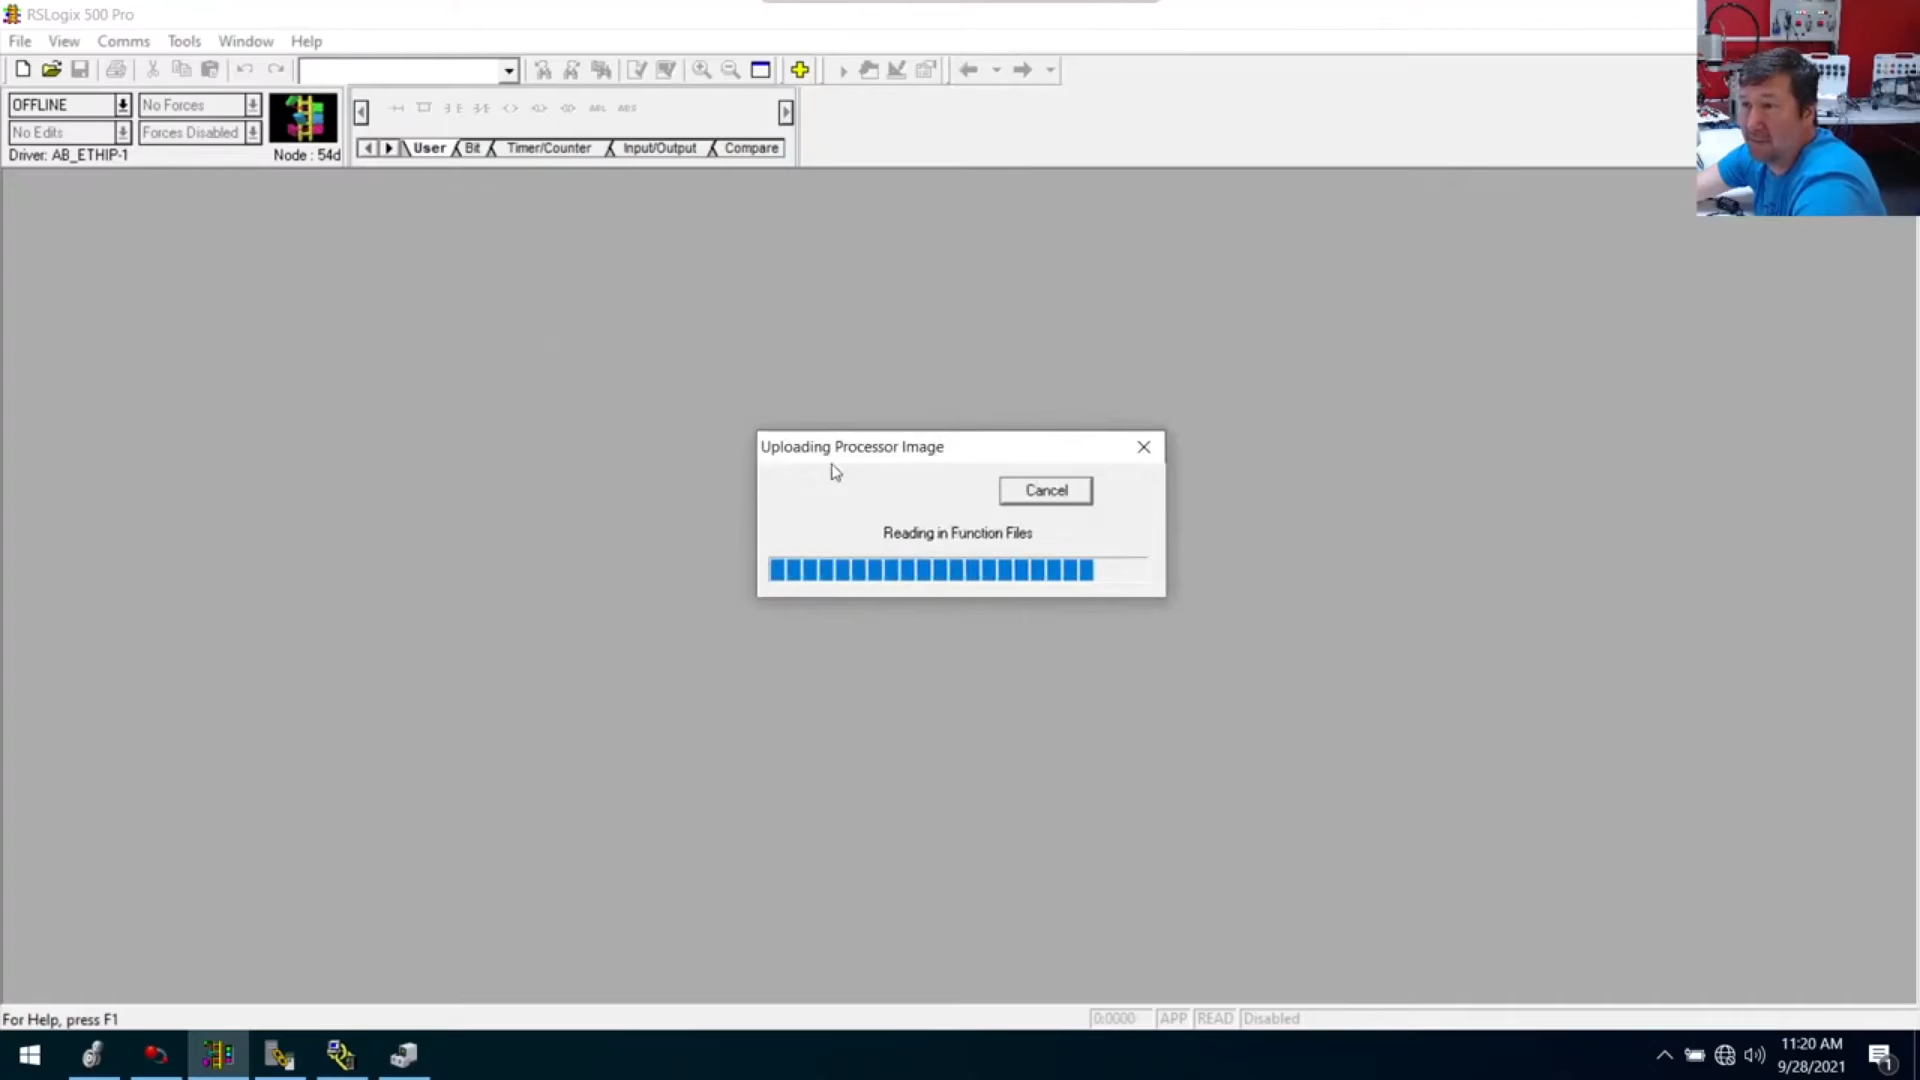 RSLogix 500 Pro
File View Comms Tools Window Help
OFFLINE No Forces
No Edits Forces Disabled
Driver: AB_ETHIP-1 Node : 54d
User Bit Timer/Counter Input/Output Compare
Uploading Processor Image
Cancel
Reading in Function Files
For Help, press F1
0:0000 APP READ Disabled
11:20 AM
9/28/2021
1